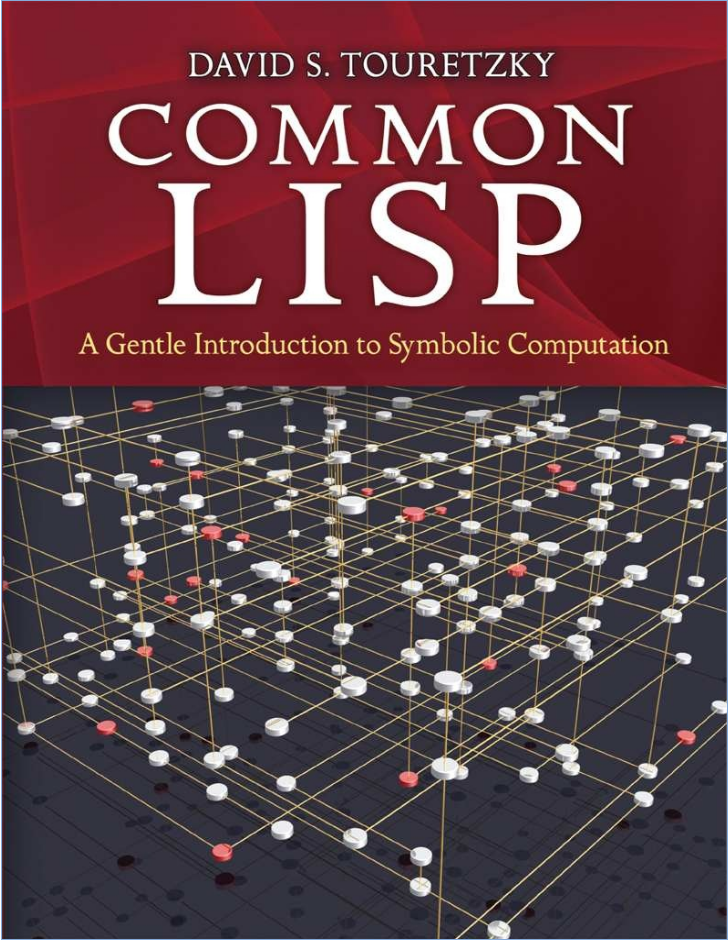 DAVID S. TOURETZKY
COMMON
LISP
A Gentle Introduction to Symbolic Computation